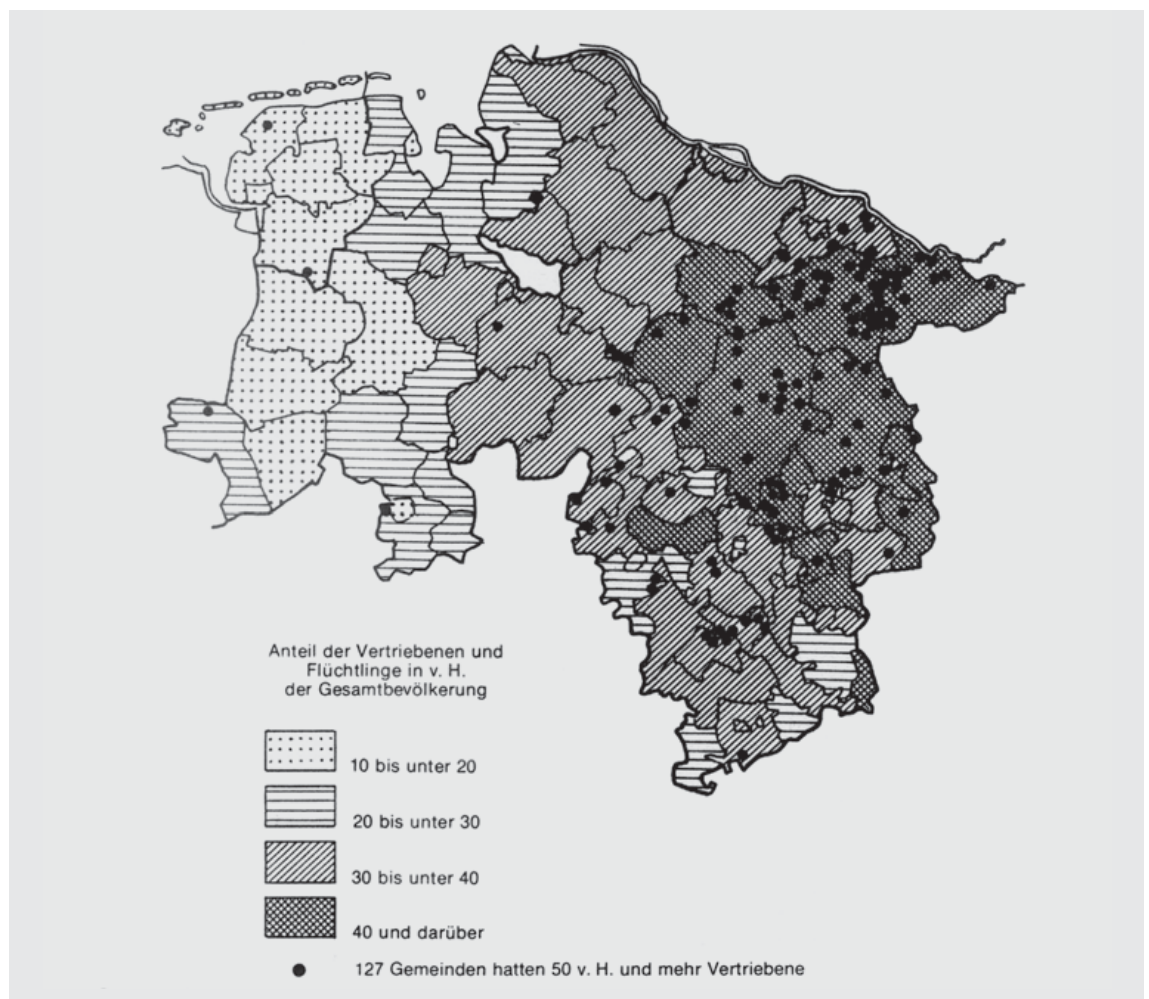 Anteil der Vertriebenen und
Flüchtlinge in v. H.
der Gesamtbevölkerung
10 bis unter 20
20 bis unter 30
30 bis unter 40
40 und darüber
127 Gemeinden hatten 50 v. H. und mehr Vertriebene